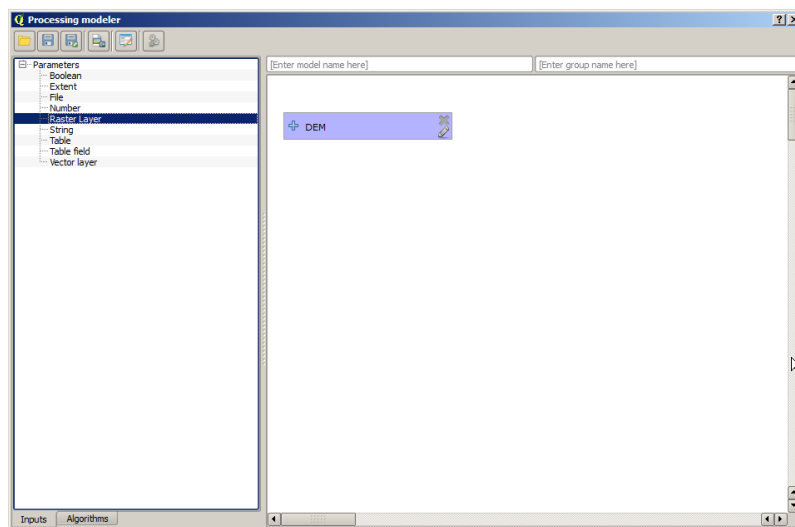 Processing modeler
Parameters
Boolean
Extent
File
Number
Raster Layer
String
Table
Table field
Vector layer
[Enter model name here]
[Enter group name here]
DEM
Inputs
Algorithms